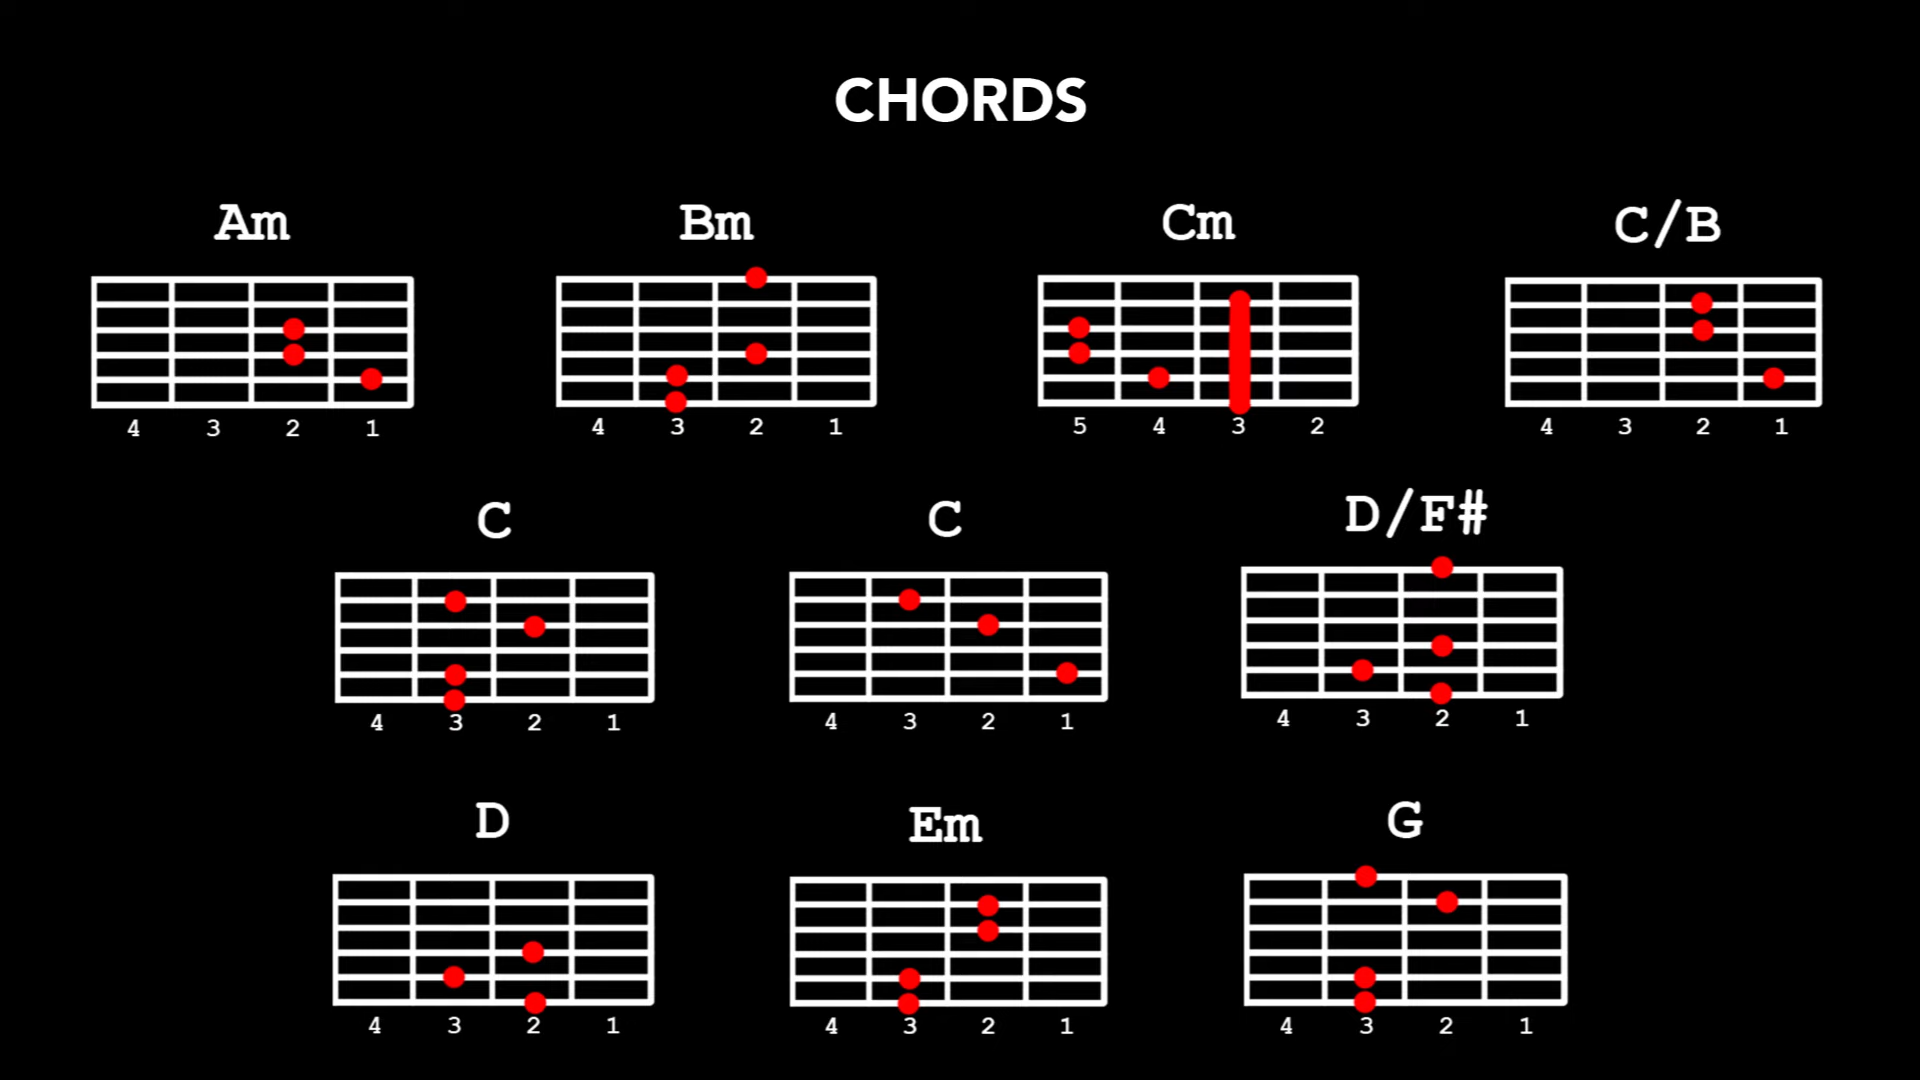 CHORDS
Am Bm Cm C/B
4 3 2 1 4 3 2 1 5 4 3 2 4 3 2 1
C C D/F#
4 3 2 1 4 3 2 1 4 3 2 1
D Em G
4 3 2 1 4 3 2 1 4 3 2 1